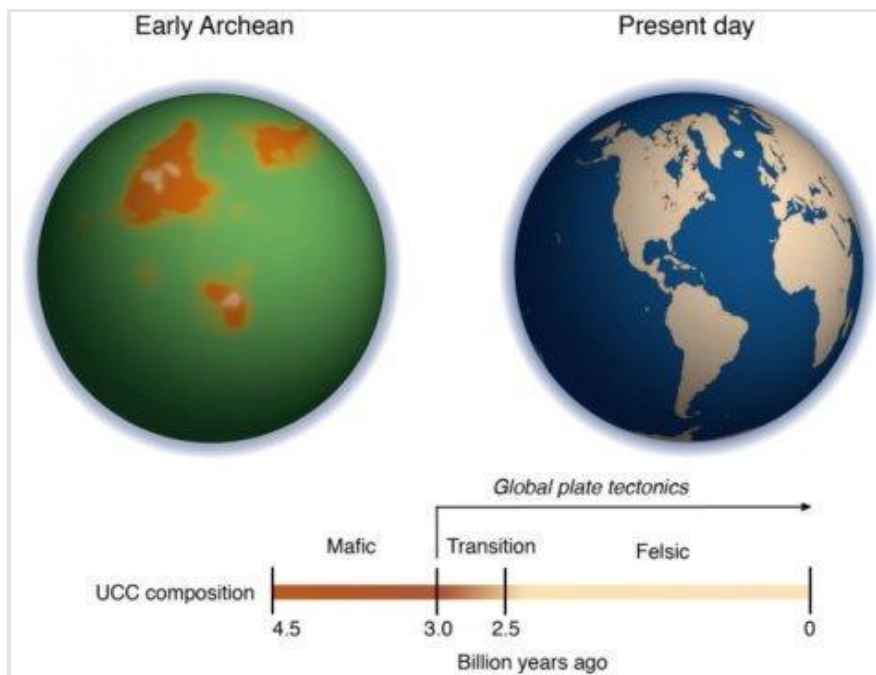 Early Archean
Present day
Global plate tectonics
Mafic
Transition
Felsic
UCC composition
4.5
3.0
2.5
0
Billion years ago